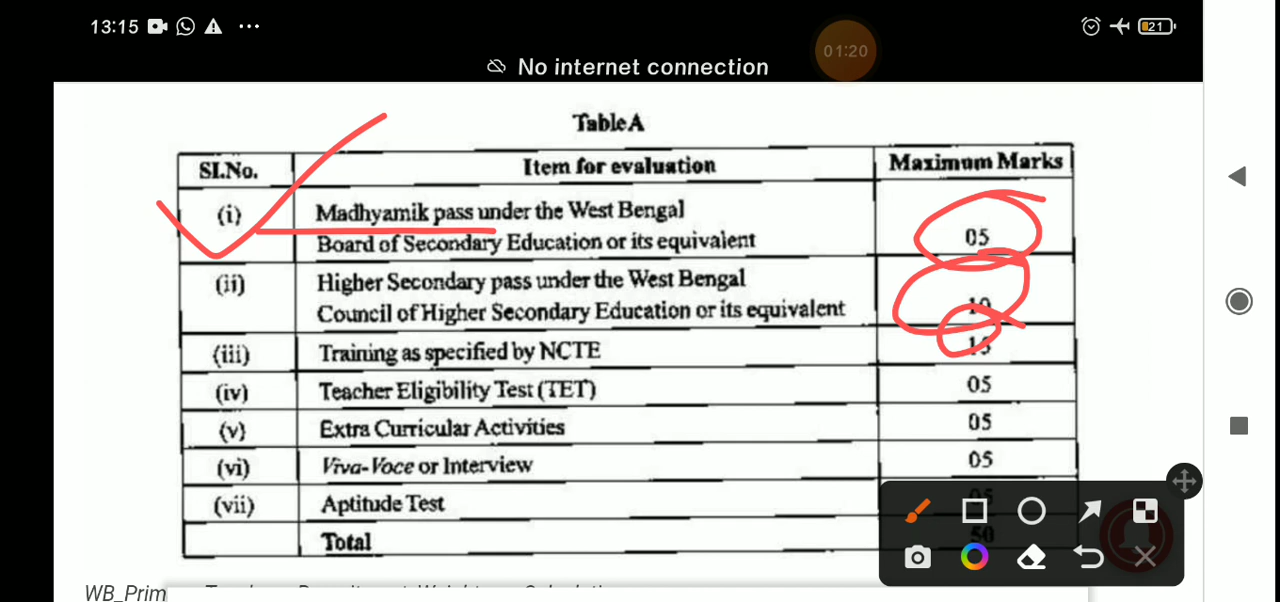 13:15 ... 21
01:20
No internet connection
Table A
Sl.No. Item for evaluation Maximum Marks
(i) Madhyamik pass under the West Bengal
Board of Secondary Education or its equivalent 05
(ii) Higher Secondary pass under the West Bengal
Council of Higher Secondary Education or its equivalent 10
(iii) Training as specified by NCTE 15
(iv) Teacher Eligibility Test (TET) 05
(v) Extra Curricular Activities 05
(vi) Viva-Voce or Interview 05
(vii) Aptitude Test 05
Total 50
WB_Prim